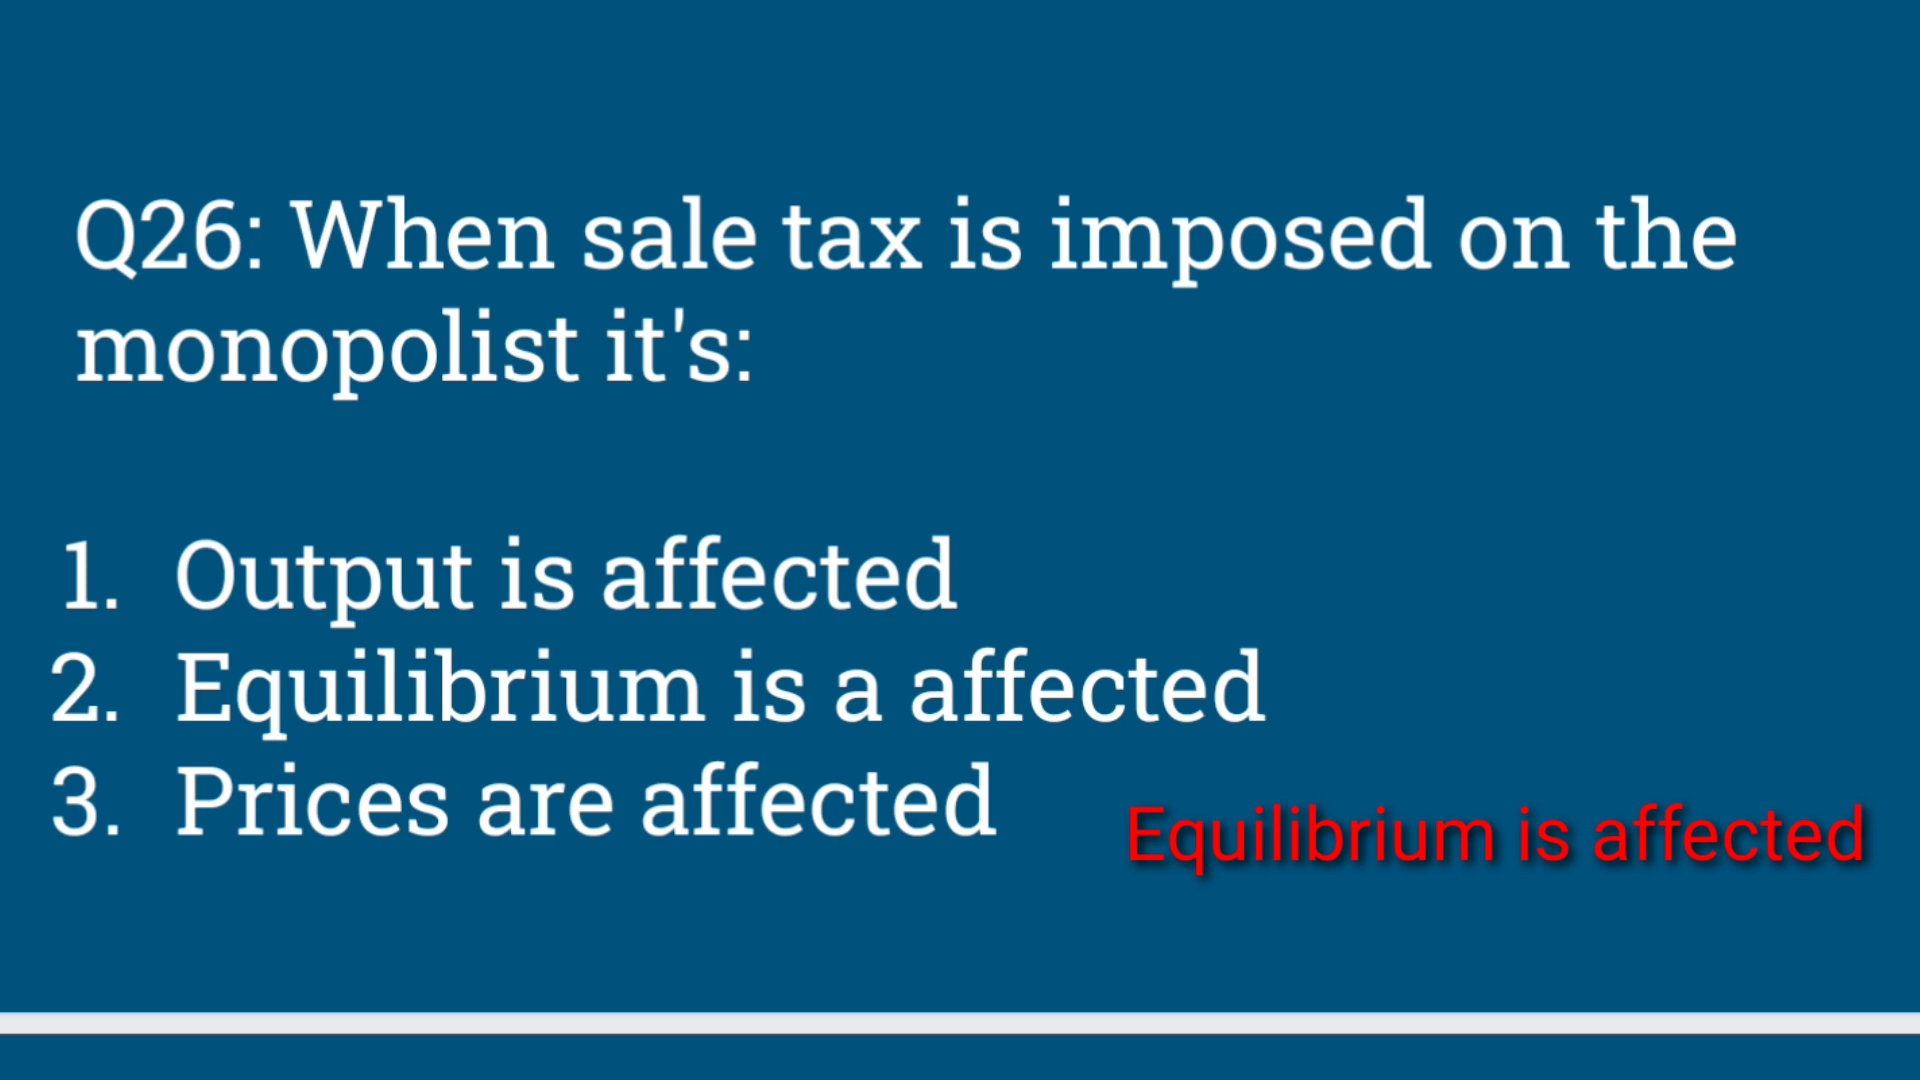 Q26: When sale tax is imposed on the
monopolist it's:
1. Output is affected
2. Equilibrium is a affected
3. Prices are affected
Equilibrium is affected